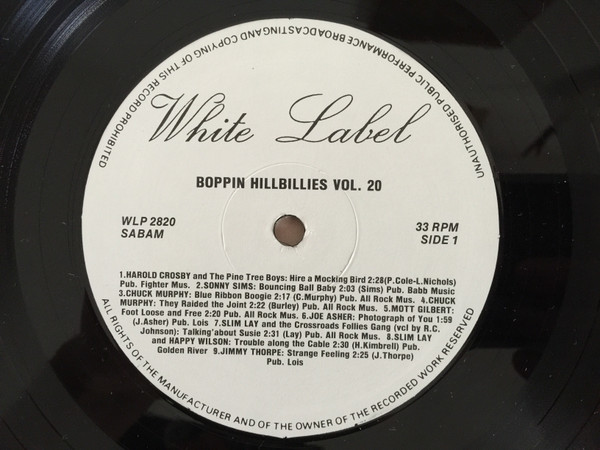 UNAUTHORISED PUBLIC PERFORMANCE BROADCASTINGAND COPYING OF THIS RECORD PROHIBITED
White Label
BOPPIN HILLBILLIES VOL. 20
WLP 2820
SABAM
33 RPM
SIDE 1
1.HAROLD CROSBY and The Pine Tree Boys: Hire a Mocking Bird 2:28(P.Cole-L.Nichols)
Pub. Fighter Mus. 2.SONNY SIMS: Bouncing Ball Baby 2:03 (Sims) Pub. Babb Music
3.CHUCK MURPHY: Blue Ribbon Boogie 2:17 (C.Murphy) Pub. All Rock Mus. 4.CHUCK
MURPHY: They Raided the Joint 2:22 (Burley) Pub. All Rock Mus. 5.MOTT GILBERT:
Foot Loose and Free 2:20 Pub. All Rock Mus. 6.JOE ASHER: Photograph of You 1:59
(J.Asher) Pub. Lois 7.SLIM LAY and the Crossroads Follies Gang (vcl by R.C.
Johnson): Talking'about Susie 2:31 (Lay) Pub. All Rock Mus. 8.SLIM LAY
and HAPPY WILSON: Trouble along the Cable 2:30 (H.Kimbrell) Pub.
Golden River 9.JIMMY THORPE: Strange Feeling 2:25 (J.Thorpe)
Pub. Lois
ALL RIGHTS OF THE MANUFACTURER AND OF THE OWNER OF THE RECORDED WORK RESERVED